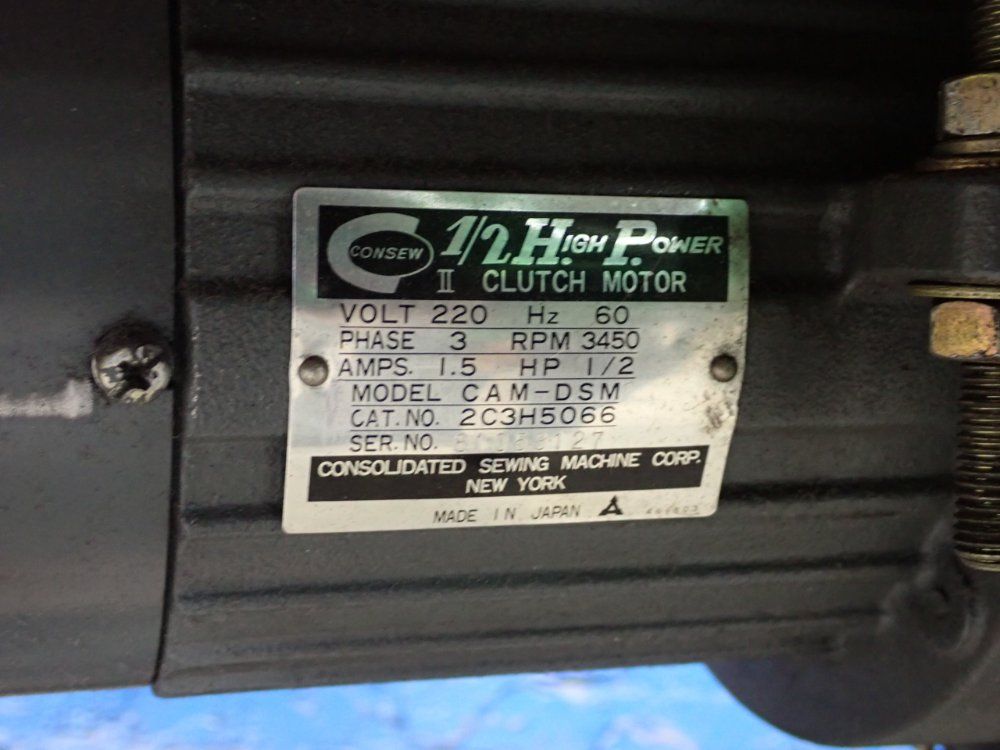 CONSEW 1/2 HIGH POWER
II CLUTCH MOTOR
VOLT 220 Hz 60
PHASE 3 RPM 3450
AMPS. 1.5 HP 1/2
MODEL CAM-DSM
CAT.NO. 2C3H5066
SER.NO.
CONSOLIDATED SEWING MACHINE CORP.
NEW YORK
MADE IN JAPAN